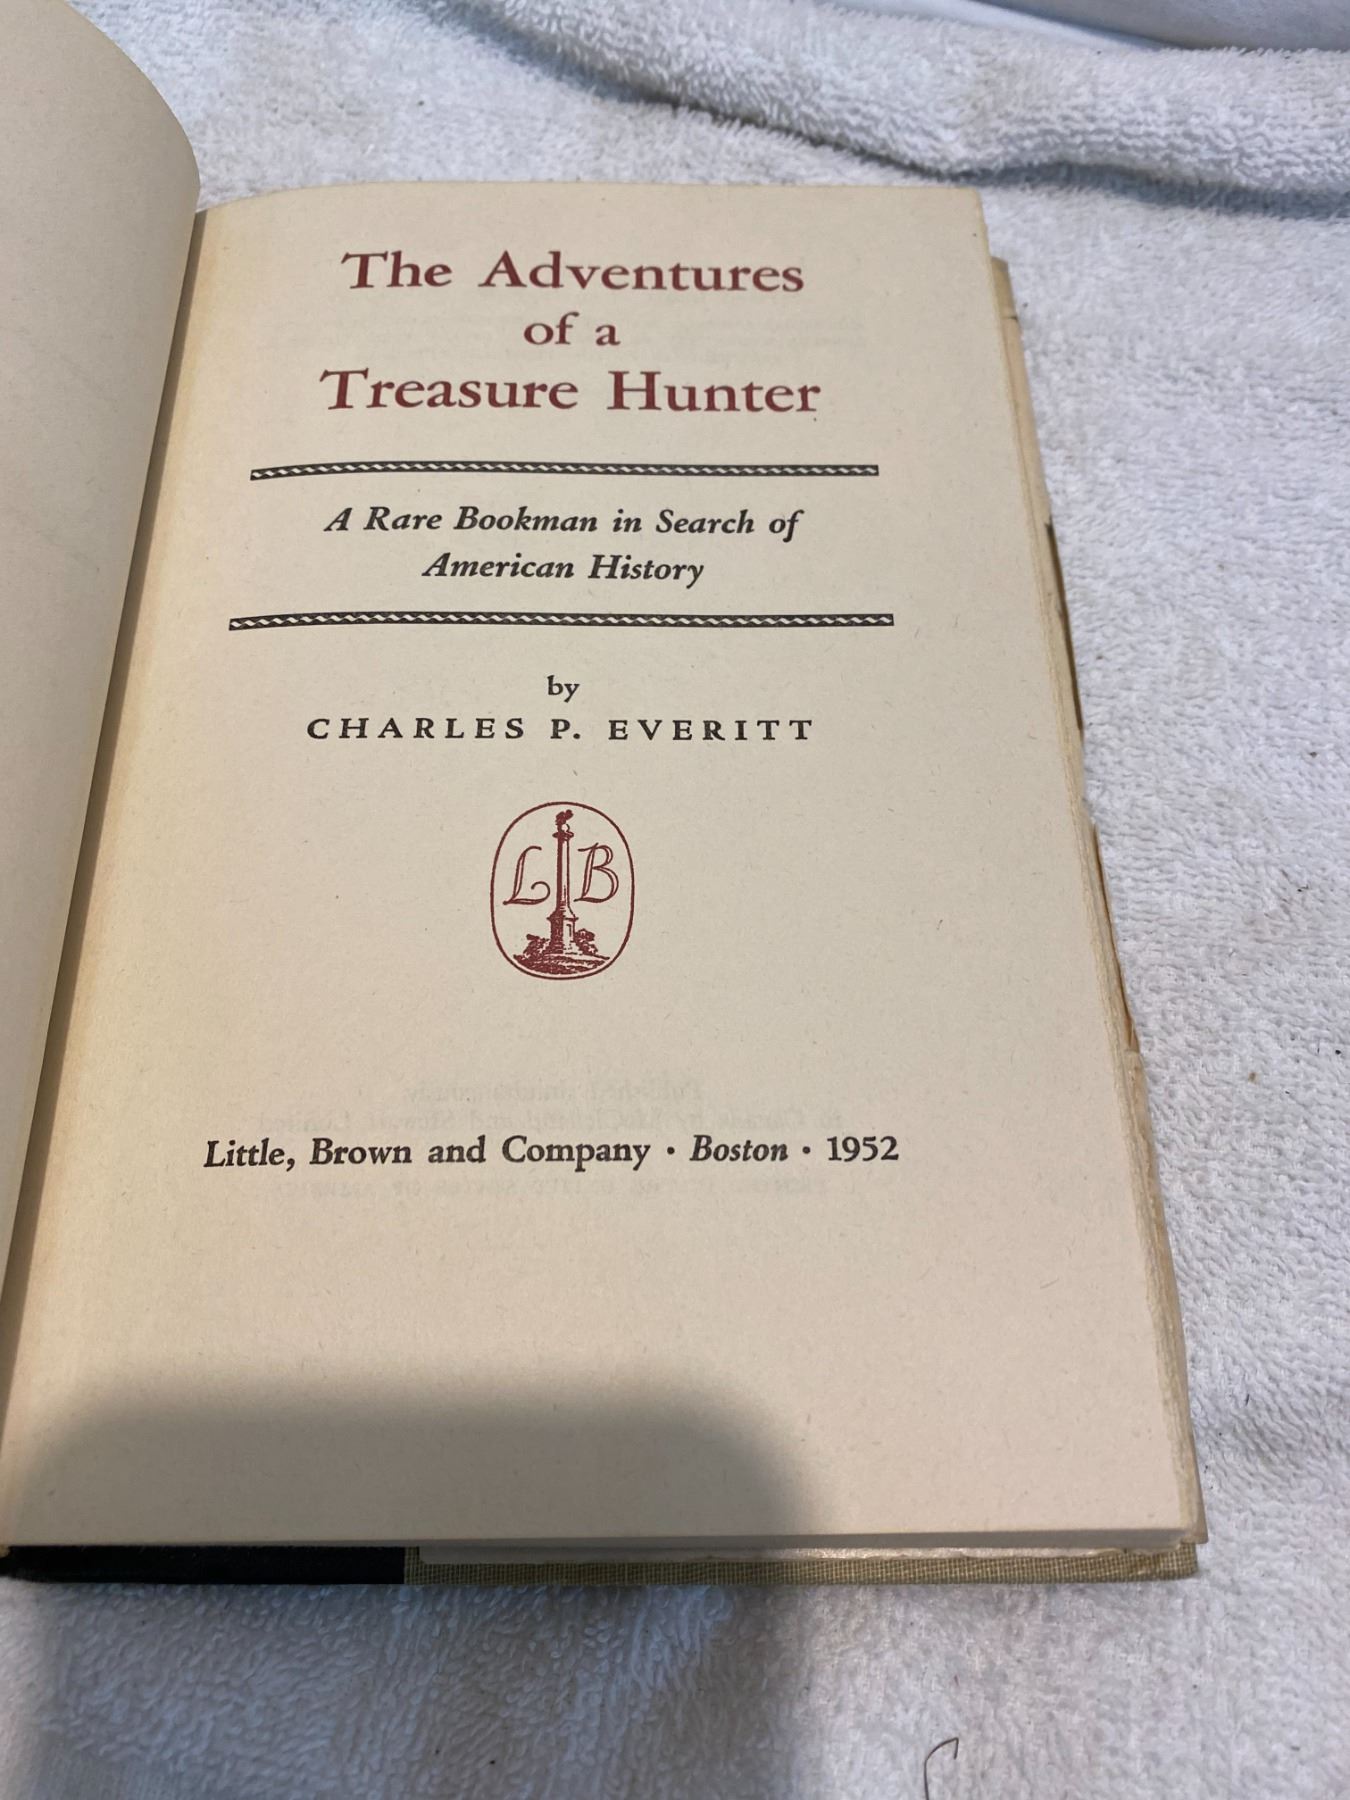 The Adventures
of a
Treasure Hunter
A Rare Bookman in Search of
American History
by
CHARLES P. EVERITT
L B
Little, Brown and Company · Boston · 1952